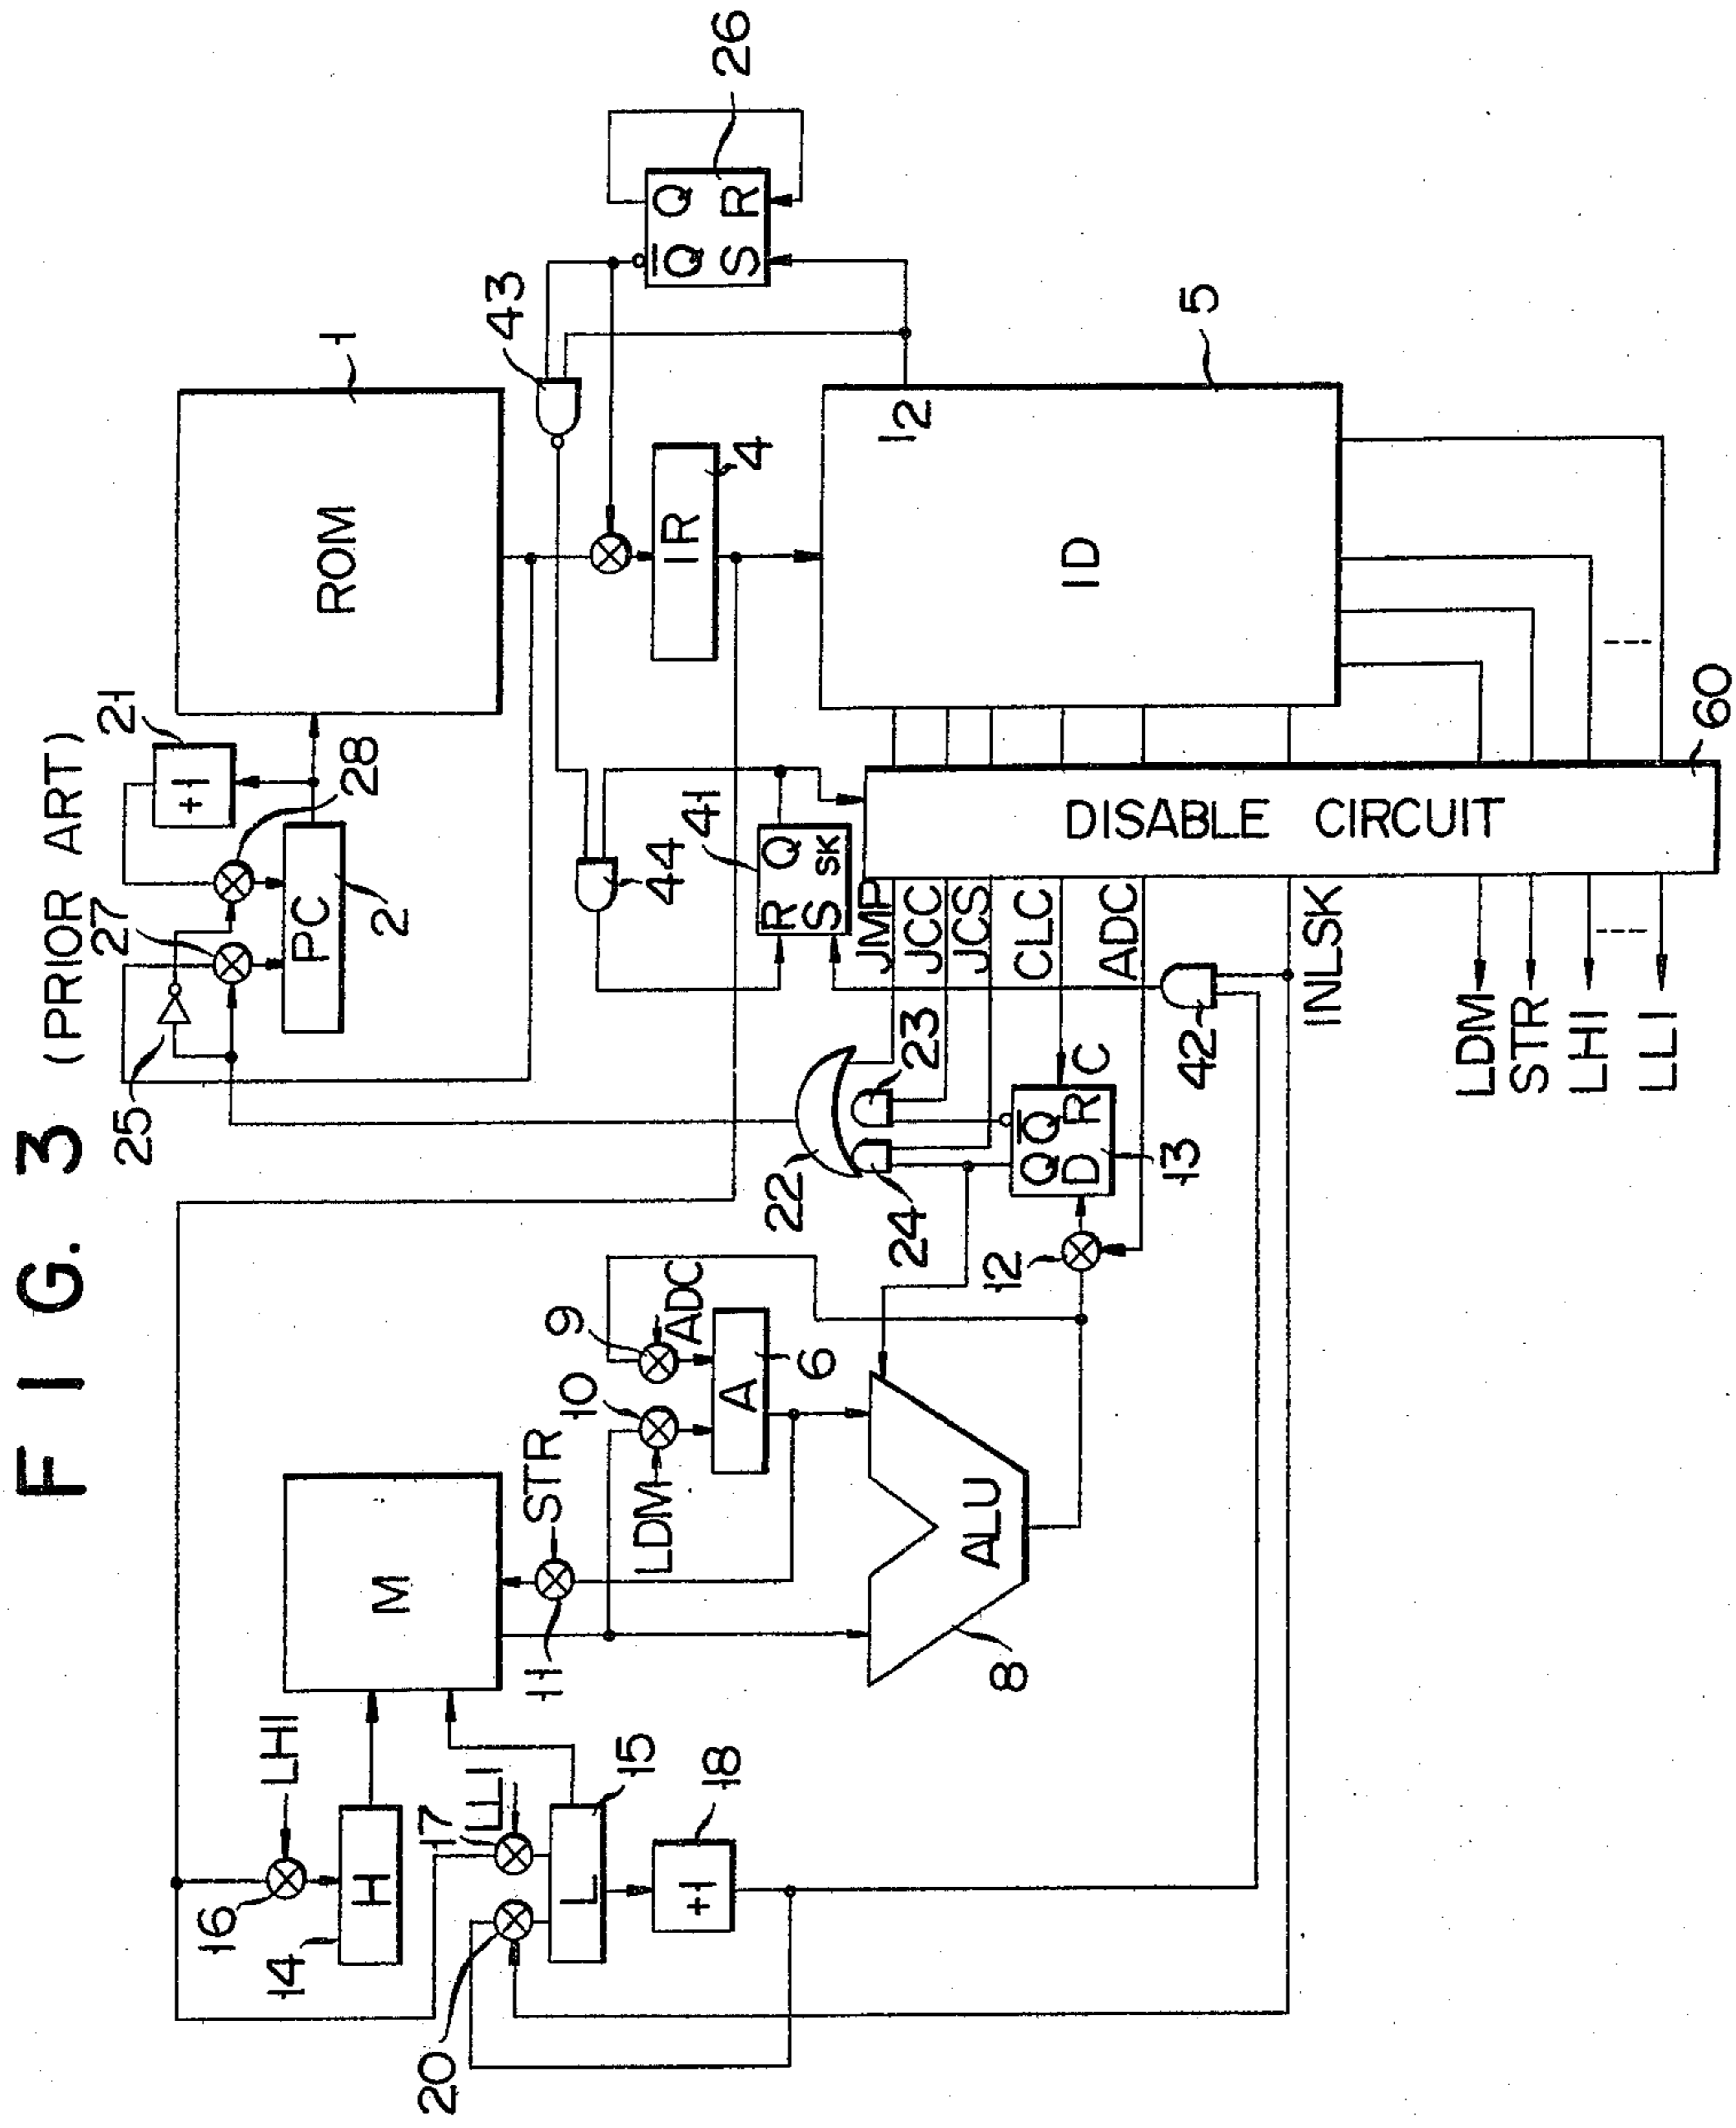 FIG. 3 (PRIOR ART)
26
43
1
ROM
21
+1
28
27
PC
2
25
4
IR
5
I2
ID
Q Q
S R
44
41
R Q
S SK
DISABLE CIRCUIT
60
JMP
JCC
JCS
CLC
ADC
INLSK
LDM
STR
LHI
LLI
42
23
22
24
Q Q
D R
C
13
12
9
ADC
10
LDM
A
6
STR
11
M
ALU
8
LHI
16
14
H
17
LLI
15
L
18
+1
20